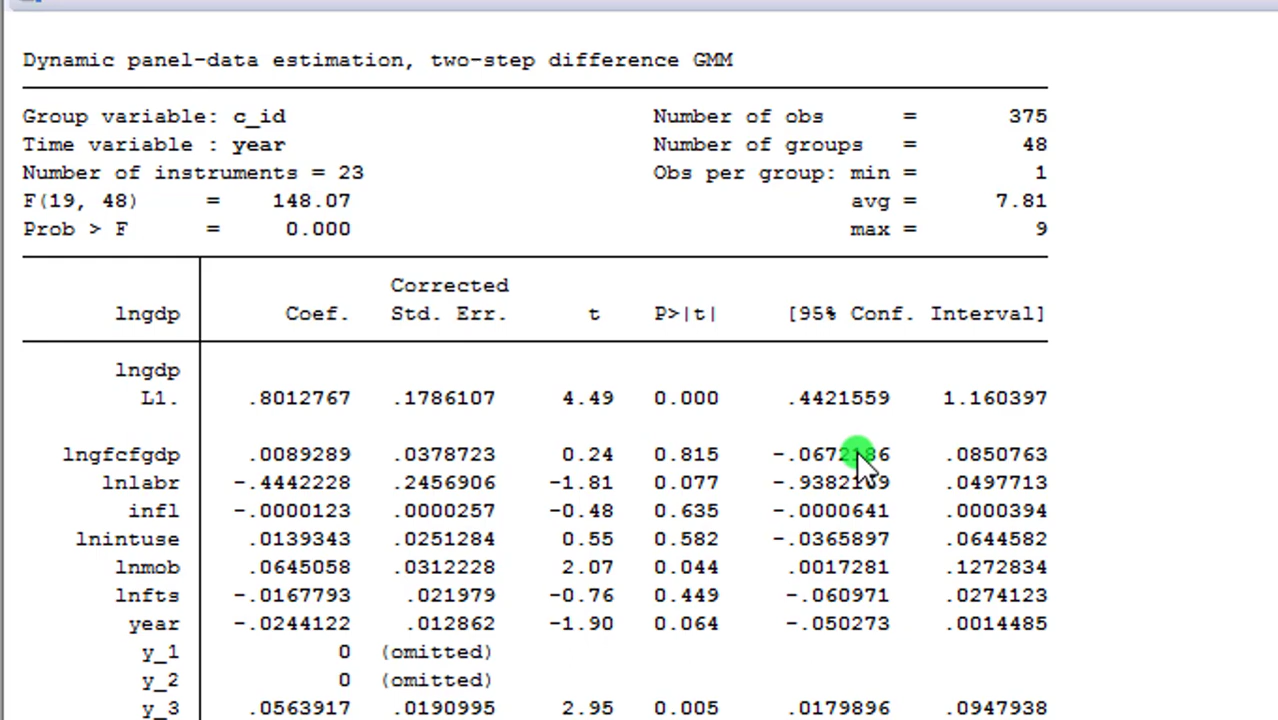 Dynamic panel-data estimation, two-step difference GMM
Group variable: c_id Number of obs = 375
Time variable : year Number of groups = 48
Number of instruments = 23 Obs per group: min = 1
F(19, 48) = 148.07 avg = 7.81
Prob > F = 0.000 max = 9
Corrected
lngdp Coef. Std. Err. t P>|t| [95% Conf. Interval]
lngdp
L1. .8012767 .1786107 4.49 0.000 .4421559 1.160397
lngfcfgdp .0089289 .0378723 0.24 0.815 .0850763
lnlabr -.4442228 .2456906 -1.81 0.077 .0497713
infl -.0000123 .0000257 -0.48 0.635 -.0000641 .0000394
lnintuse .0139343 .0251284 0.55 0.582 -.0365897 .0644582
lnmob .0645058 .0312228 2.07 0.044 .0017281 .1272834
lnfts -.0167793 .021979 -0.76 0.449 -.060971 .0274123
year -.0244122 .012862 -1.90 0.064 -.050273 .0014485
y_1 0 (omitted)
y_2 0 (omitted)
y_3 .0563917 .0190995 2.95 0.005 .0179896 .0947938